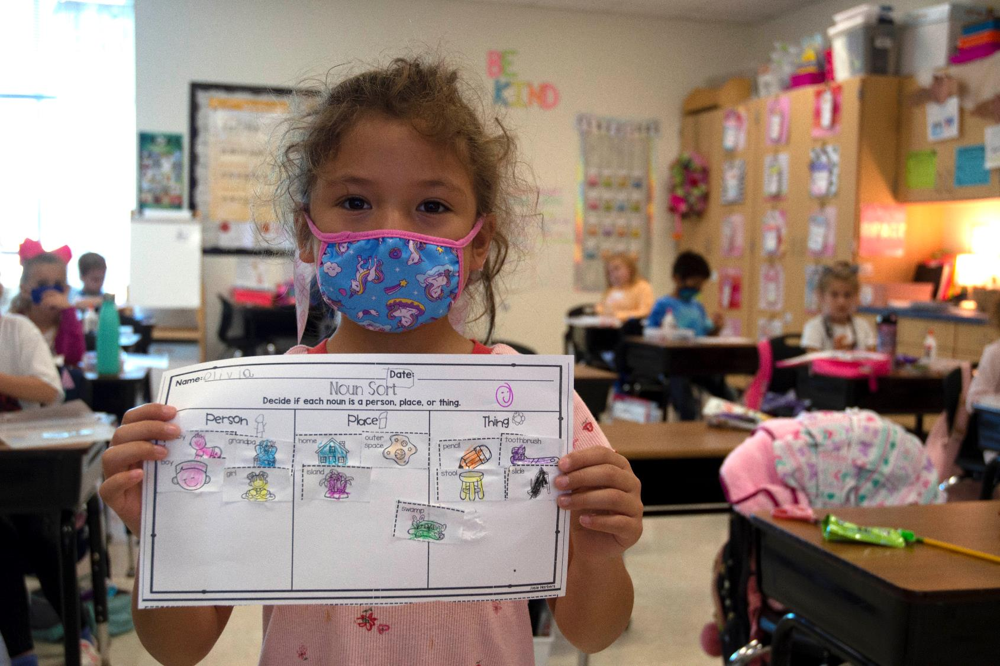 BE
KIND
Name: Olivia Date:
Noun Sort
Decide if each noun is a person, place, or thing.
Person Place Thing
grandpa home outer space pencil toothbrush
boy girl island stool slide
swamp
Josie Harbers